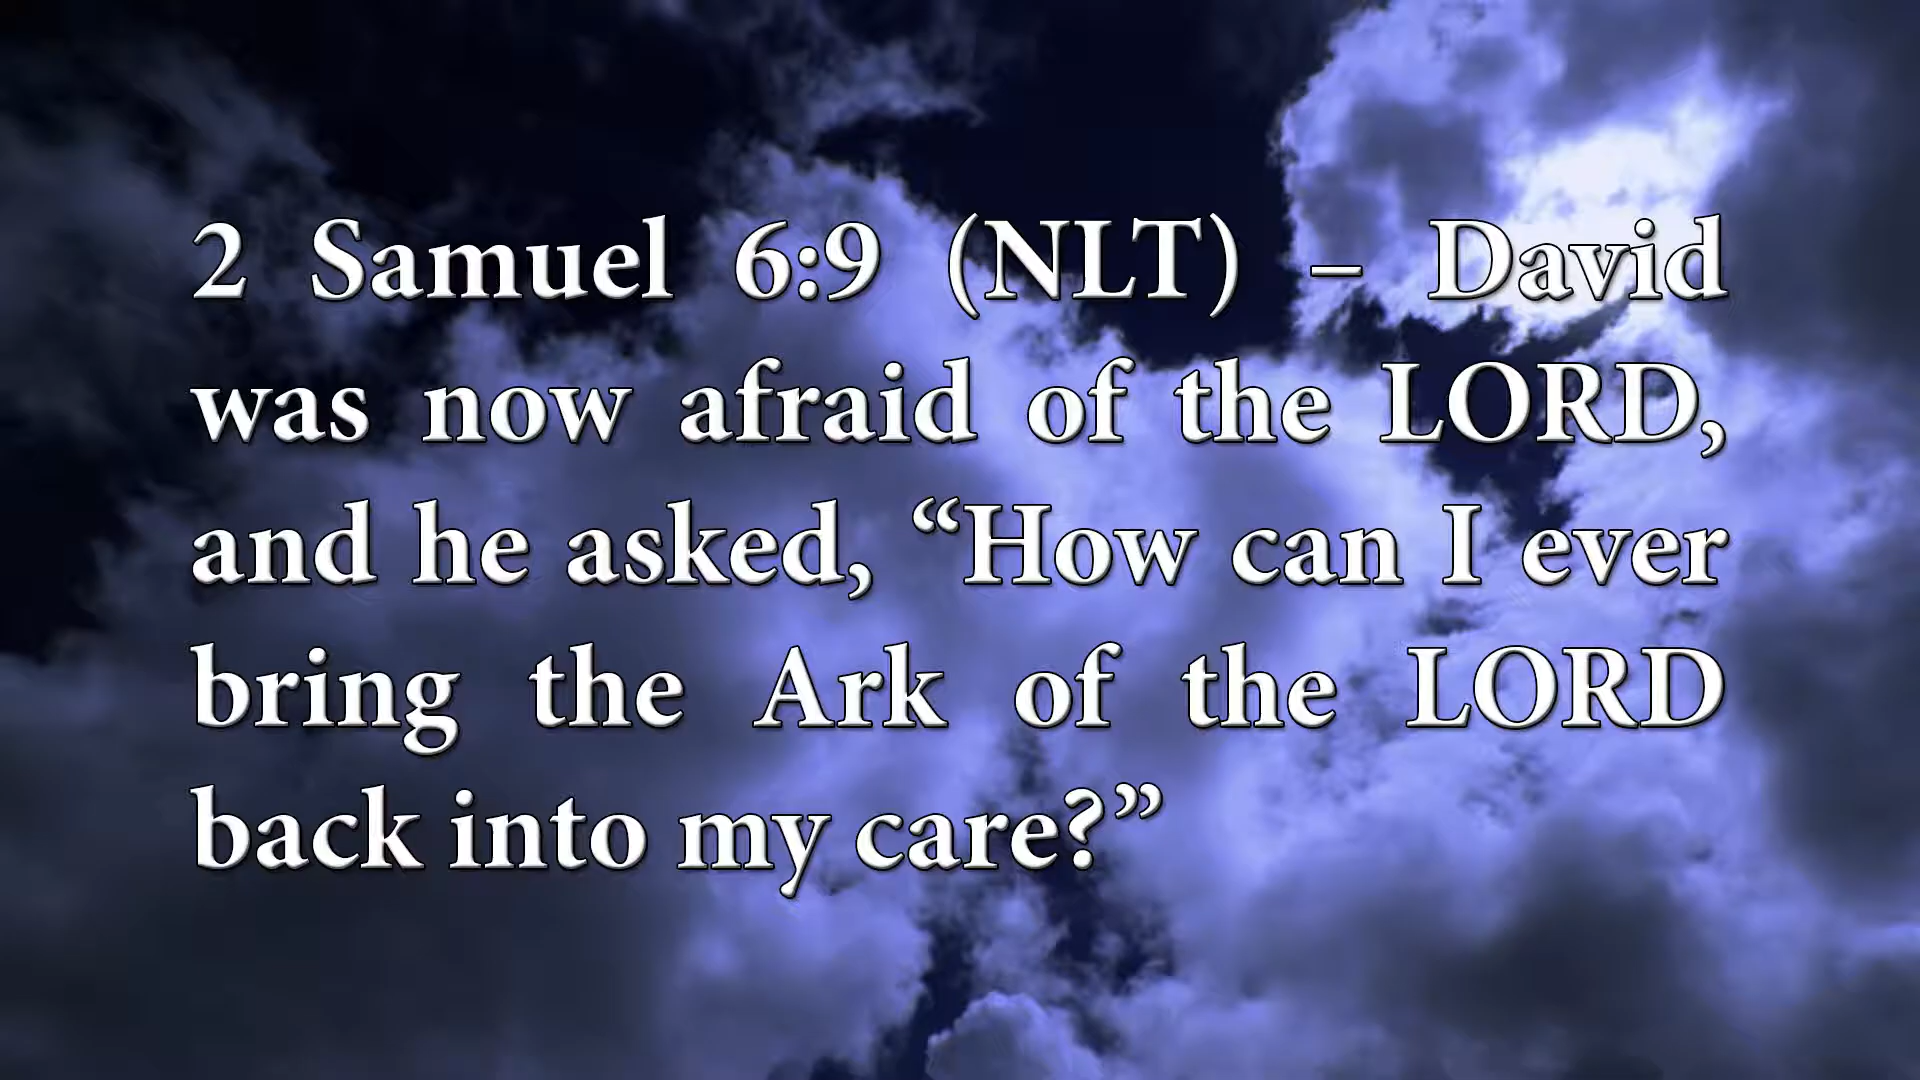 2 Samuel 6:9 (NLT) – David
was now afraid of the LORD,
and he asked, “How can I ever
bring the Ark of the LORD
back into my care?”